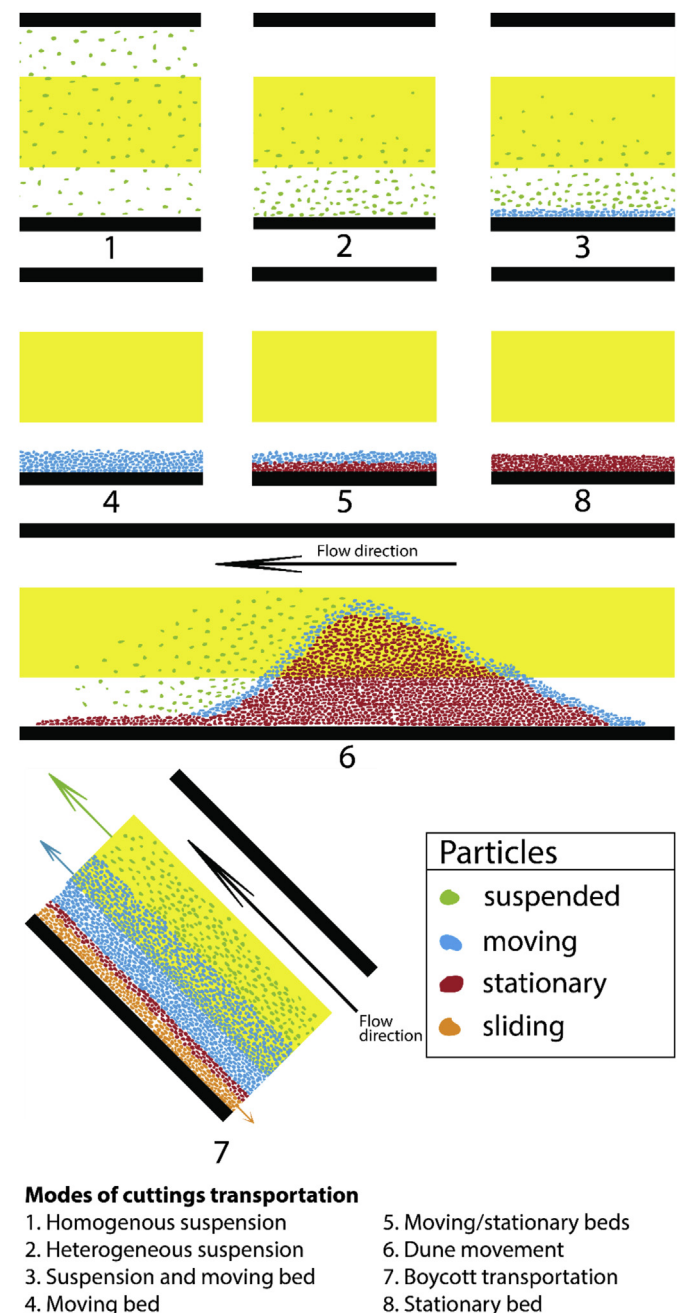 1
2
3
4
5
8
Flow direction
6
Flow
direction
7
Particles
suspended
moving
stationary
sliding
Modes of cuttings transportation
1. Homogenous suspension
2. Heterogeneous suspension
3. Suspension and moving bed
4. Moving bed
5. Moving/stationary beds
6. Dune movement
7. Boycott transportation
8. Stationary bed